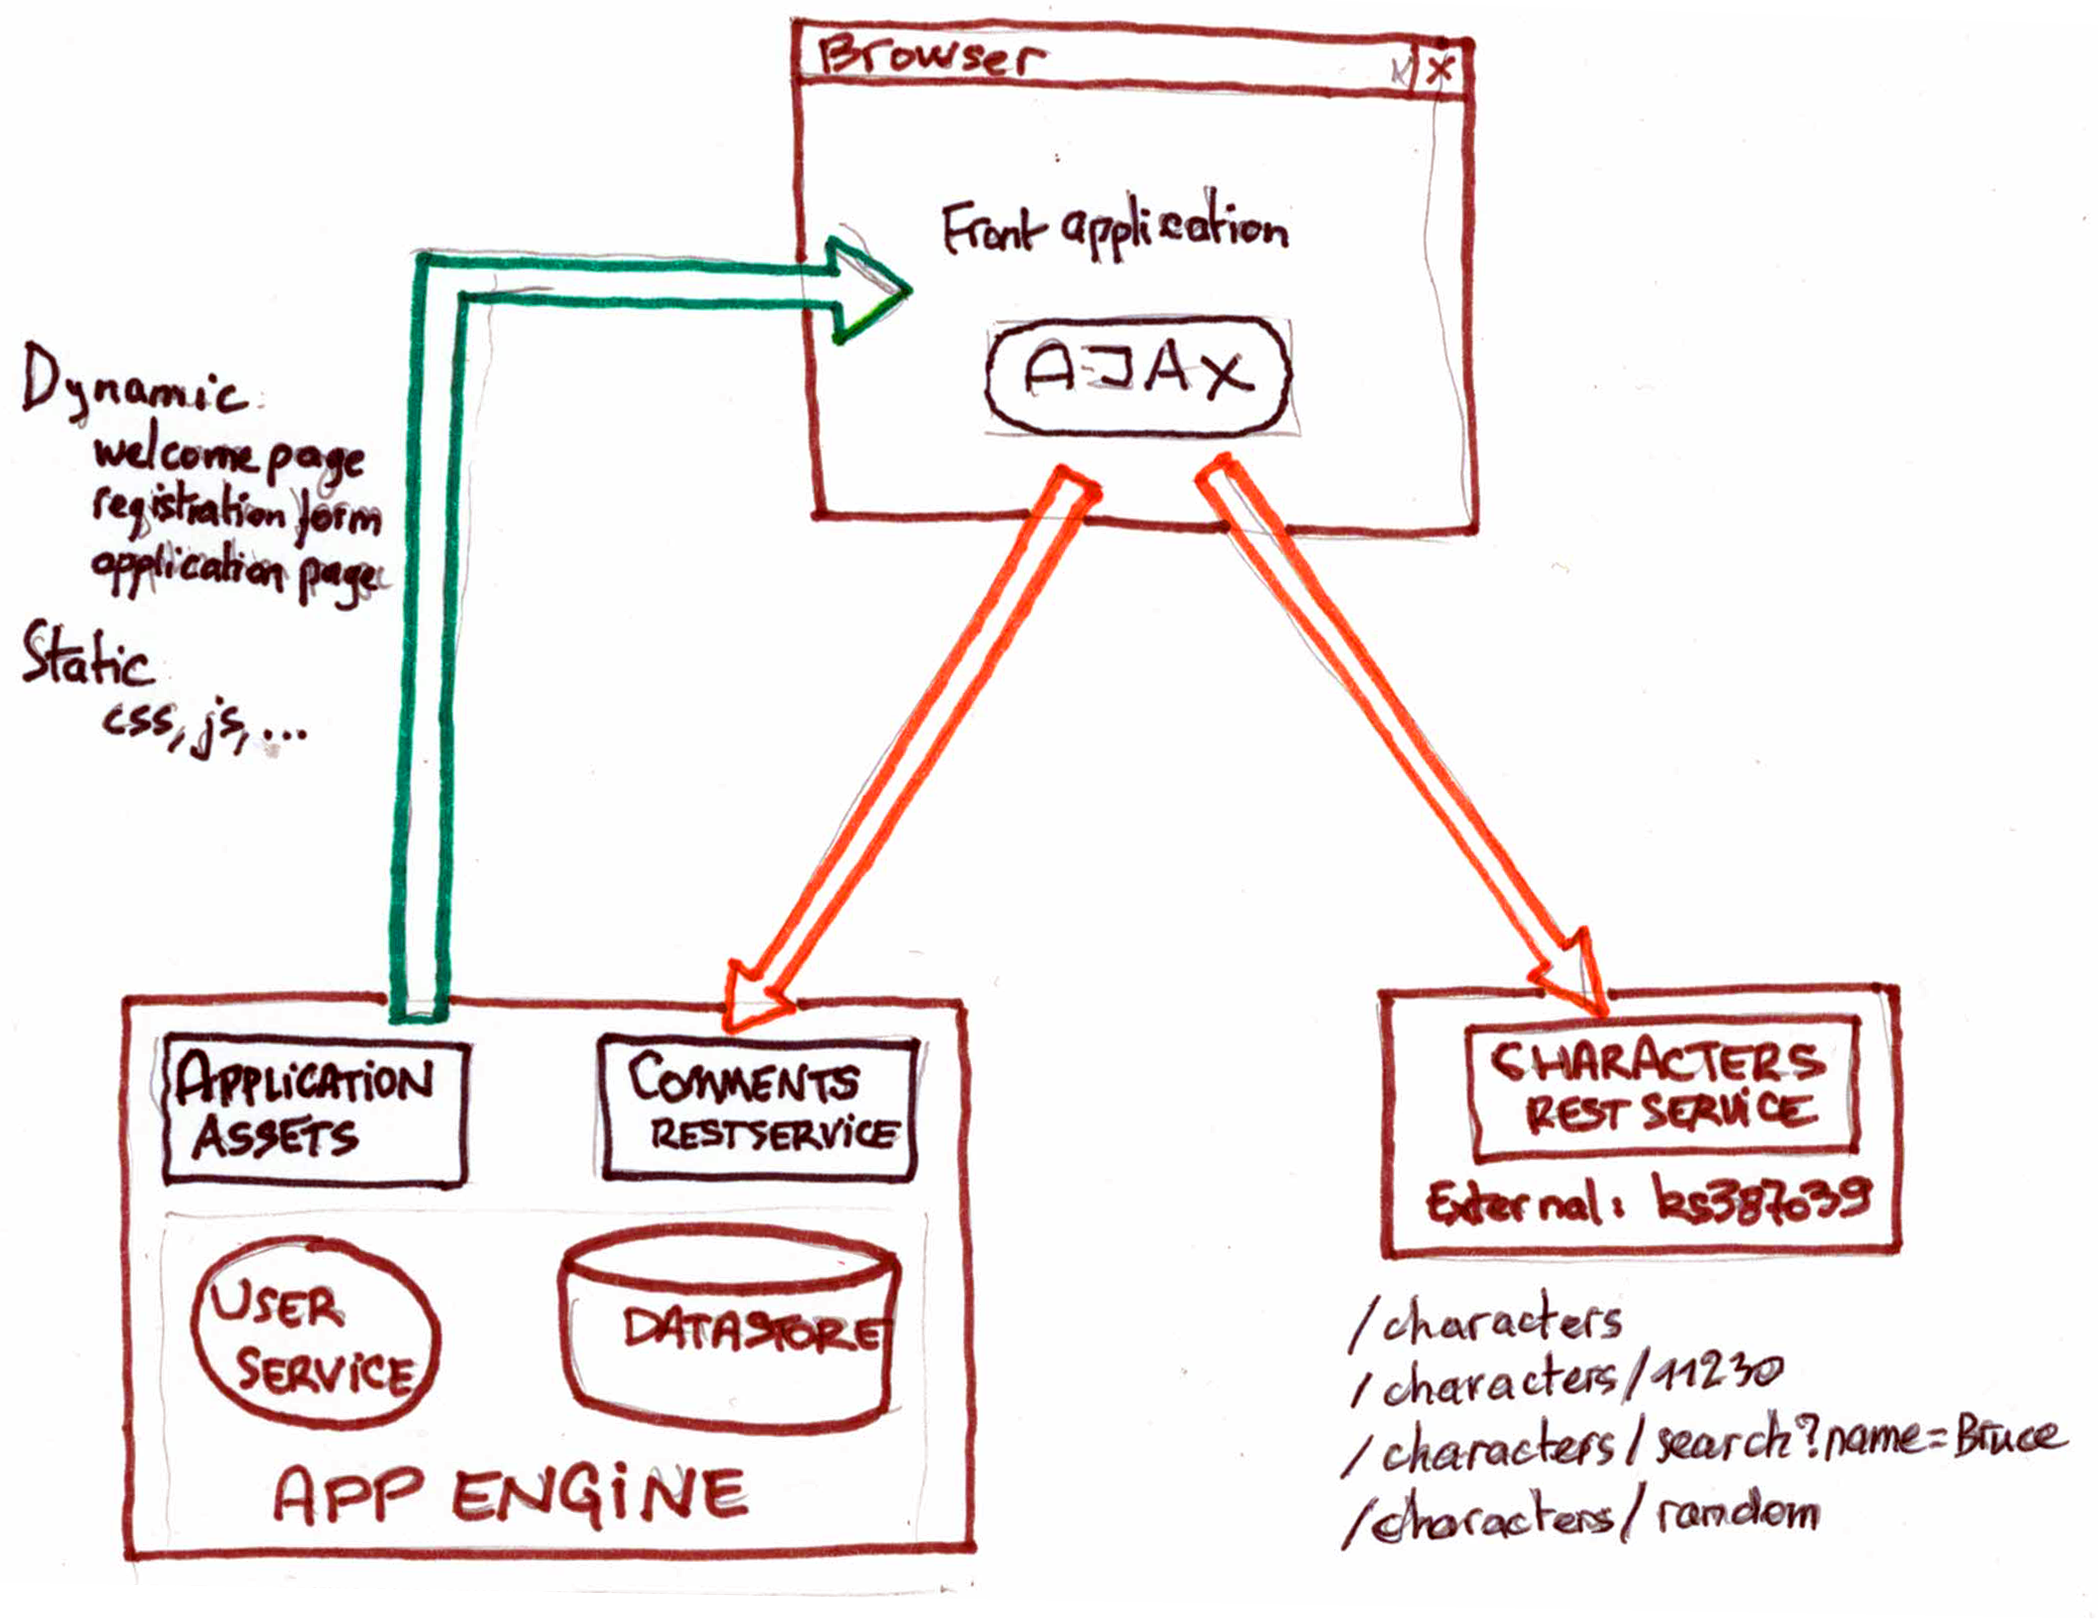 Browser
x
Front application
AJAX
Dynamic
welcome page
registration form
application page
Static
css, js, ...
APPLiCATiON
ASSETS
COMMENTS
RESTSERViCE
USER
SERViCE
DATASTORE
APP ENGiNE
CHARACTERS
REST SERViCE
External: ks387039
/characters
/characters/11230
/characters/search?name=Bruce
/characters/random